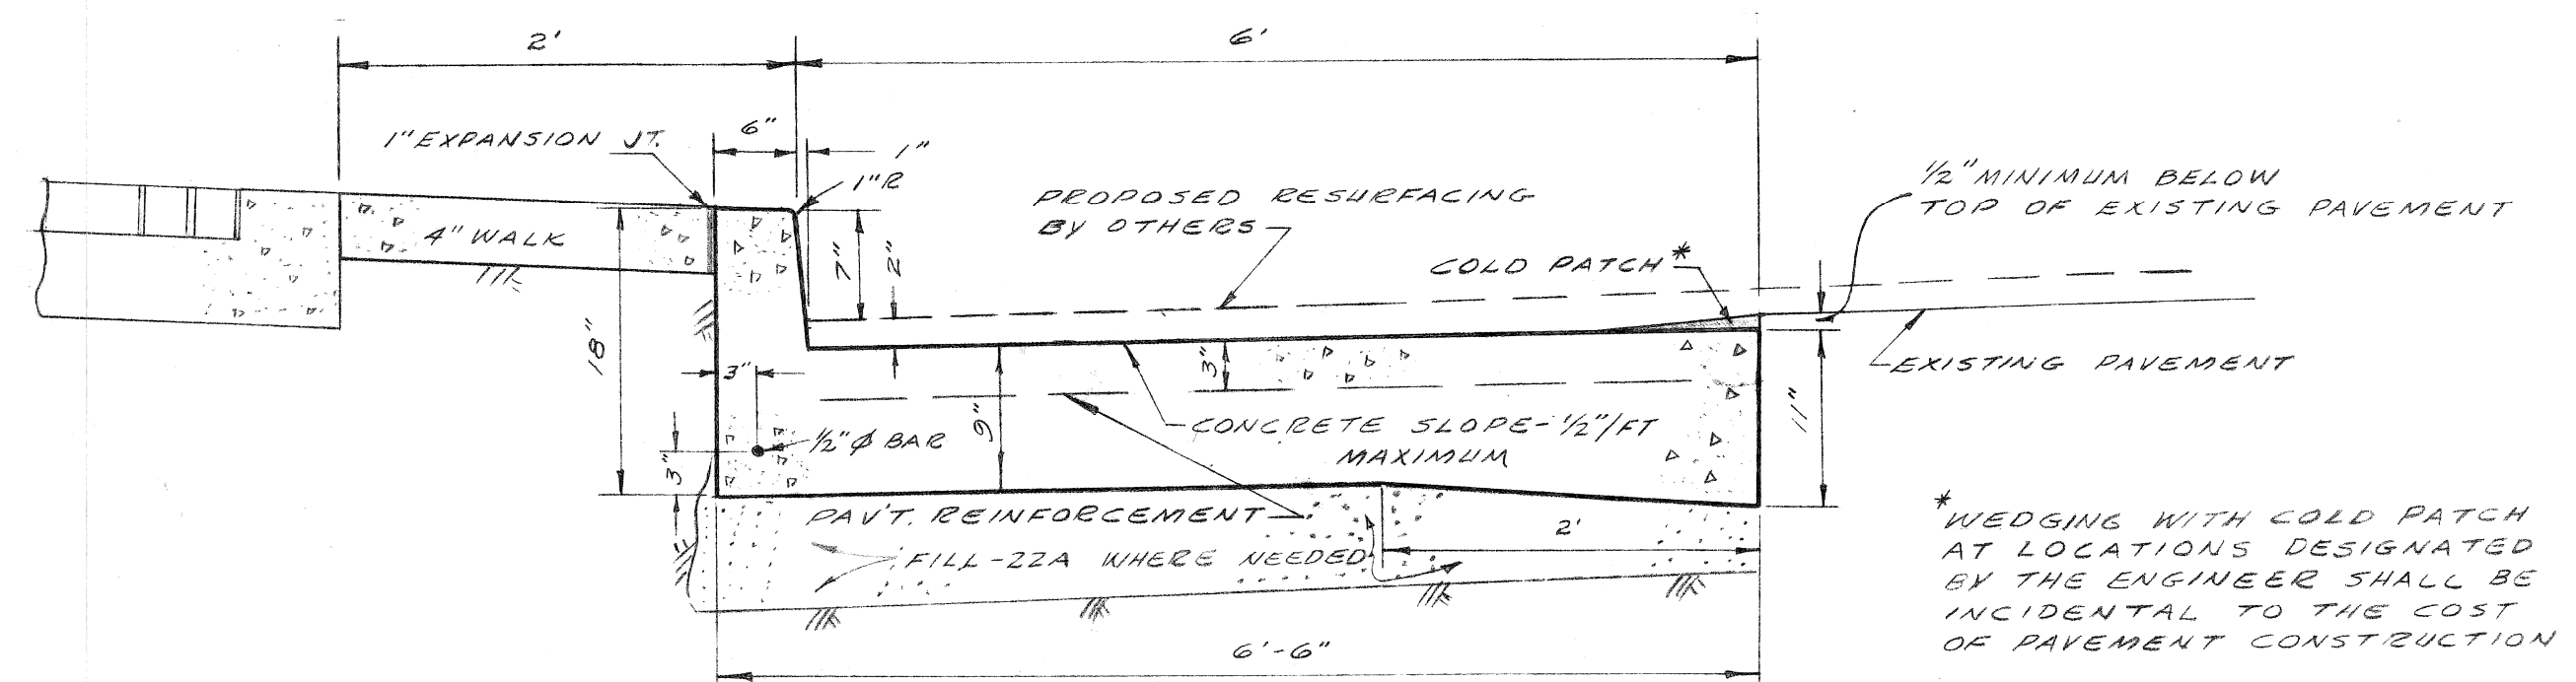 2'
6'
6"
1" EXPANSION JT.
1"
1"R
PROPOSED RESURFACING
BY OTHERS
1/2" MINIMUM BELOW
TOP OF EXISTING PAVEMENT
4" WALK
7"
2"
COLD PATCH*
18"
3"
3"
EXISTING PAVEMENT
9"
11"
1/2" Ø BAR
CONCRETE SLOPE-1/2"/FT
MAXIMUM
3"
PAV'T. REINFORCEMENT
2'
FILL-22A WHERE NEEDED
*WEDGING WITH COLD PATCH
AT LOCATIONS DESIGNATED
BY THE ENGINEER SHALL BE
INCIDENTAL TO THE COST
OF PAVEMENT CONSTRUCTION
6'-6"